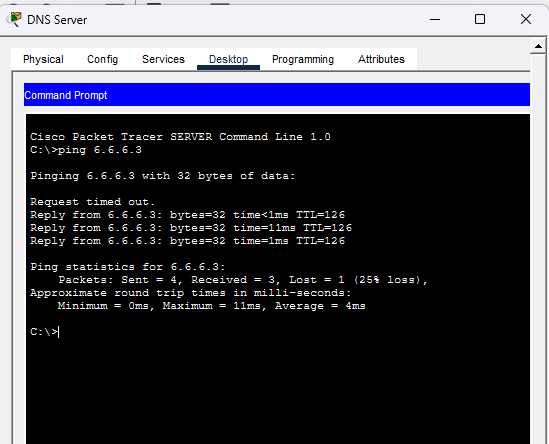 DNS Server
Physical Config Services Desktop Programming Attributes
Command Prompt
Cisco Packet Tracer SERVER Command Line 1.0
C:\>ping 6.6.6.3
Pinging 6.6.6.3 with 32 bytes of data:
Request timed out.
Reply from 6.6.6.3: bytes=32 time<1ms TTL=126
Reply from 6.6.6.3: bytes=32 time=11ms TTL=126
Reply from 6.6.6.3: bytes=32 time=1ms TTL=126
Ping statistics for 6.6.6.3:
    Packets: Sent = 4, Received = 3, Lost = 1 (25% loss),
Approximate round trip times in milli-seconds:
    Minimum = 0ms, Maximum = 11ms, Average = 4ms
C:\>